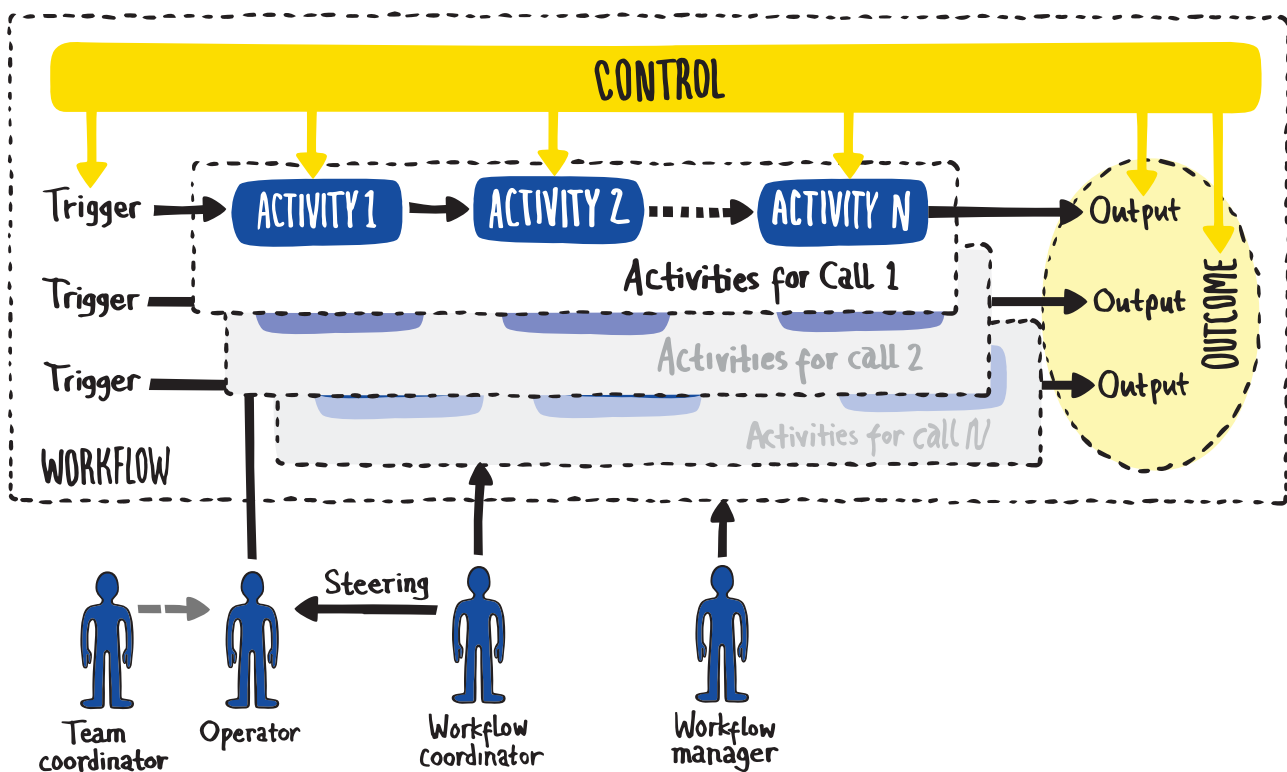 CONTROL
Trigger
ACTIVITY 1
ACTIVITY 2
ACTIVITY N
Output
Activities for Call 1
Trigger
Output
OUTCOME
Activities for call 2
Trigger
Output
Activities for call N
WORKFLOW
Steering
Team
coordinator
Operator
Workflow
coordinator
Workflow
manager